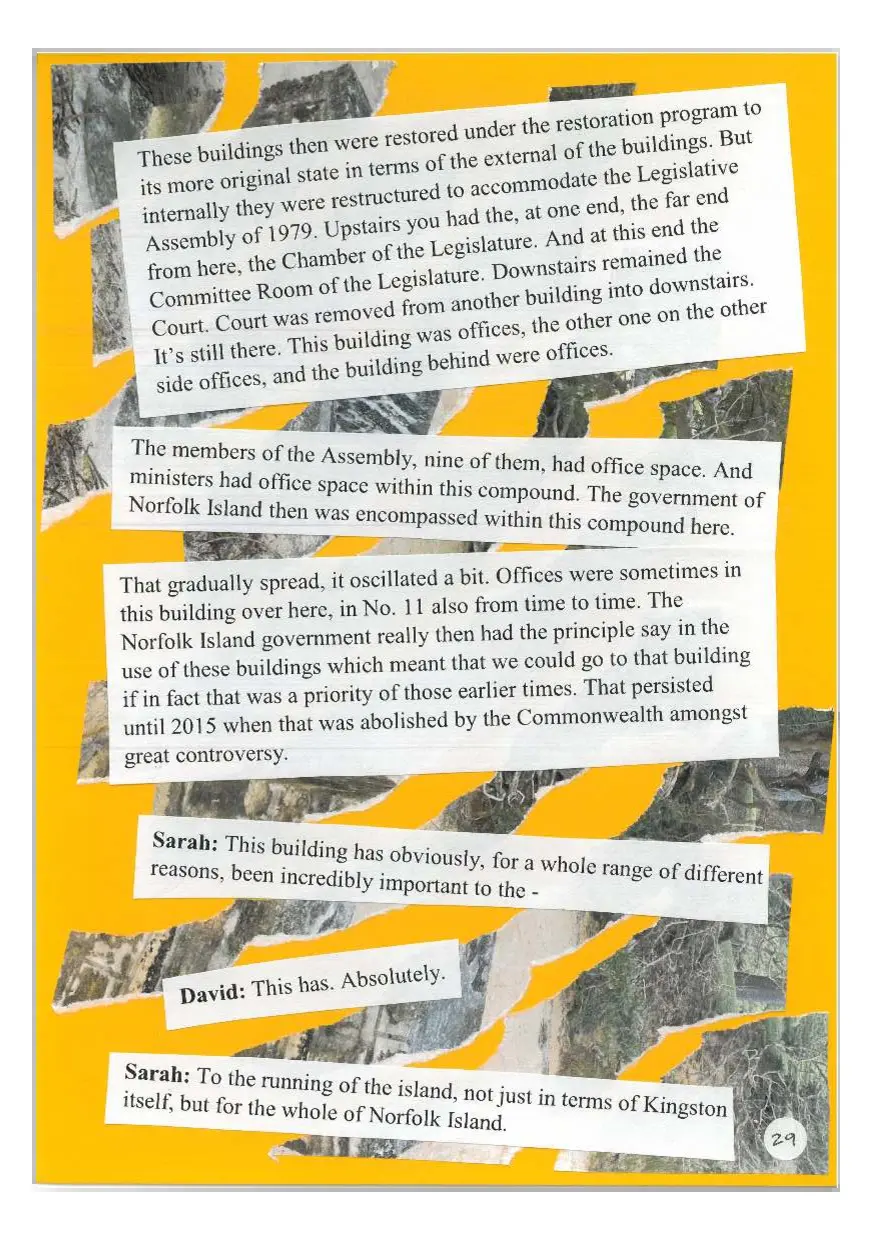 These buildings then were restored under the restoration program to
its more original state in terms of the external of the buildings. But
internally they were restructured to accommodate the Legislative
Assembly of 1979. Upstairs you had the, at one end, the far end
from here, the Chamber of the Legislature. And at this end the
Committee Room of the Legislature. Downstairs remained the
Court. Court was removed from another building into downstairs.
It’s still there. This building was offices, the other one on the other
side offices, and the building behind were offices.
The members of the Assembly, nine of them, had office space. And
ministers had office space within this compound. The government of
Norfolk Island then was encompassed within this compound here.
That gradually spread, it oscillated a bit. Offices were sometimes in
this building over here, in No. 11 also from time to time. The
Norfolk Island government really then had the principle say in the
use of these buildings which meant that we could go to that building
if in fact that was a priority of those earlier times. That persisted
until 2015 when that was abolished by the Commonwealth amongst
great controversy.
Sarah: This building has obviously, for a whole range of different
reasons, been incredibly important to the -
David: This has. Absolutely.
Sarah: To the running of the island, not just in terms of Kingston
itself, but for the whole of Norfolk Island.
29